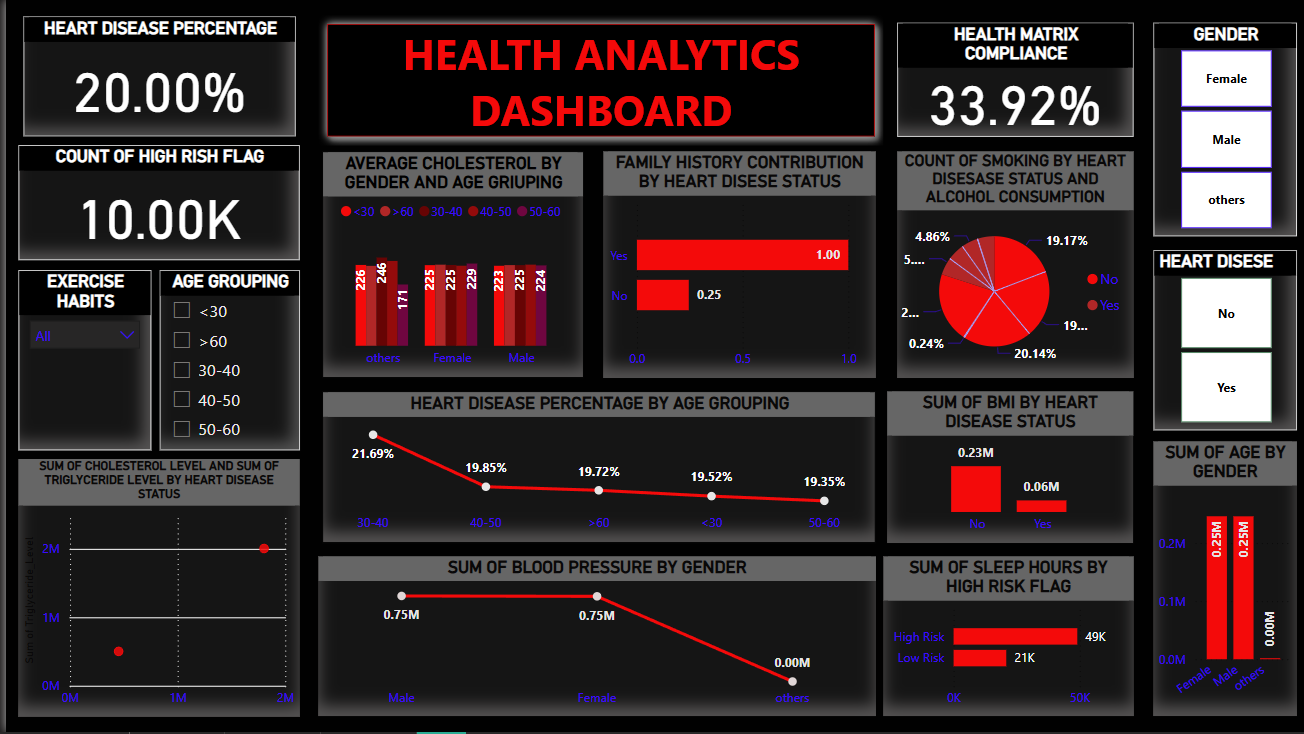 HEART DISEASE PERCENTAGE
20.00%
HEALTH ANALYTICS
DASHBOARD
HEALTH MATRIX
COMPLIANCE
33.92%
GENDER
Female
Male
others
COUNT OF HIGH RISH FLAG
10.00K
AVERAGE CHOLESTEROL BY
GENDER AND AGE GRIUPING
<30 >60 30-40 40-50 50-60
226 246 171 225 225 229 223 225 224
others Female Male
FAMILY HISTORY CONTRIBUTION
BY HEART DISESE STATUS
Yes 1.00
No 0.25
0.0 0.5 1.0
COUNT OF SMOKING BY HEART
DISESASE STATUS AND
ALCOHOL CONSUMPTION
4.86% 19.17%
5....
No
Yes
2... 19...
0.24% 20.14%
HEART DISESE
No
Yes
EXERCISE
HABITS
All
AGE GROUPING
<30
>60
30-40
40-50
50-60
HEART DISEASE PERCENTAGE BY AGE GROUPING
21.69% 19.85% 19.72% 19.52% 19.35%
30-40 40-50 >60 <30 50-60
SUM OF BMI BY HEART
DISEASE STATUS
0.23M 0.06M
No Yes
SUM OF AGE BY
GENDER
0.2M
0.1M
0.0M
0.25M 0.25M 0.00M
Female Male others
SUM OF CHOLESTEROL LEVEL AND SUM OF
TRIGLYCERIDE LEVEL BY HEART DISEASE
STATUS
Sum of Triglyceride Level
2M
1M
0M
0M 1M 2M
SUM OF BLOOD PRESSURE BY GENDER
0.75M 0.75M 0.00M
Male Female others
SUM OF SLEEP HOURS BY
HIGH RISK FLAG
High Risk 49K
Low Risk 21K
0K 50K